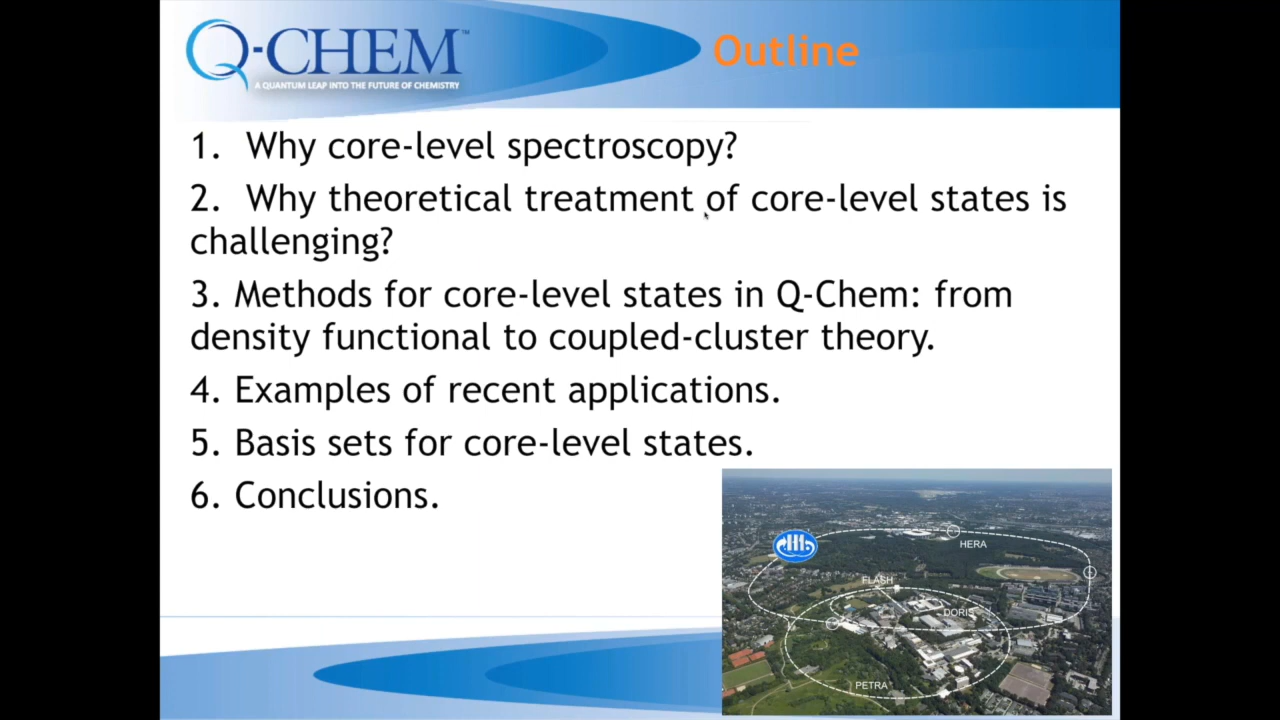 Q-CHEM™
A QUANTUM LEAP INTO THE FUTURE OF CHEMISTRY
Outline
1. Why core-level spectroscopy?
2. Why theoretical treatment of core-level states is
challenging?
3. Methods for core-level states in Q-Chem: from
density functional to coupled-cluster theory.
4. Examples of recent applications.
5. Basis sets for core-level states.
6. Conclusions.
HERA
FLASH
DORIS
PETRA